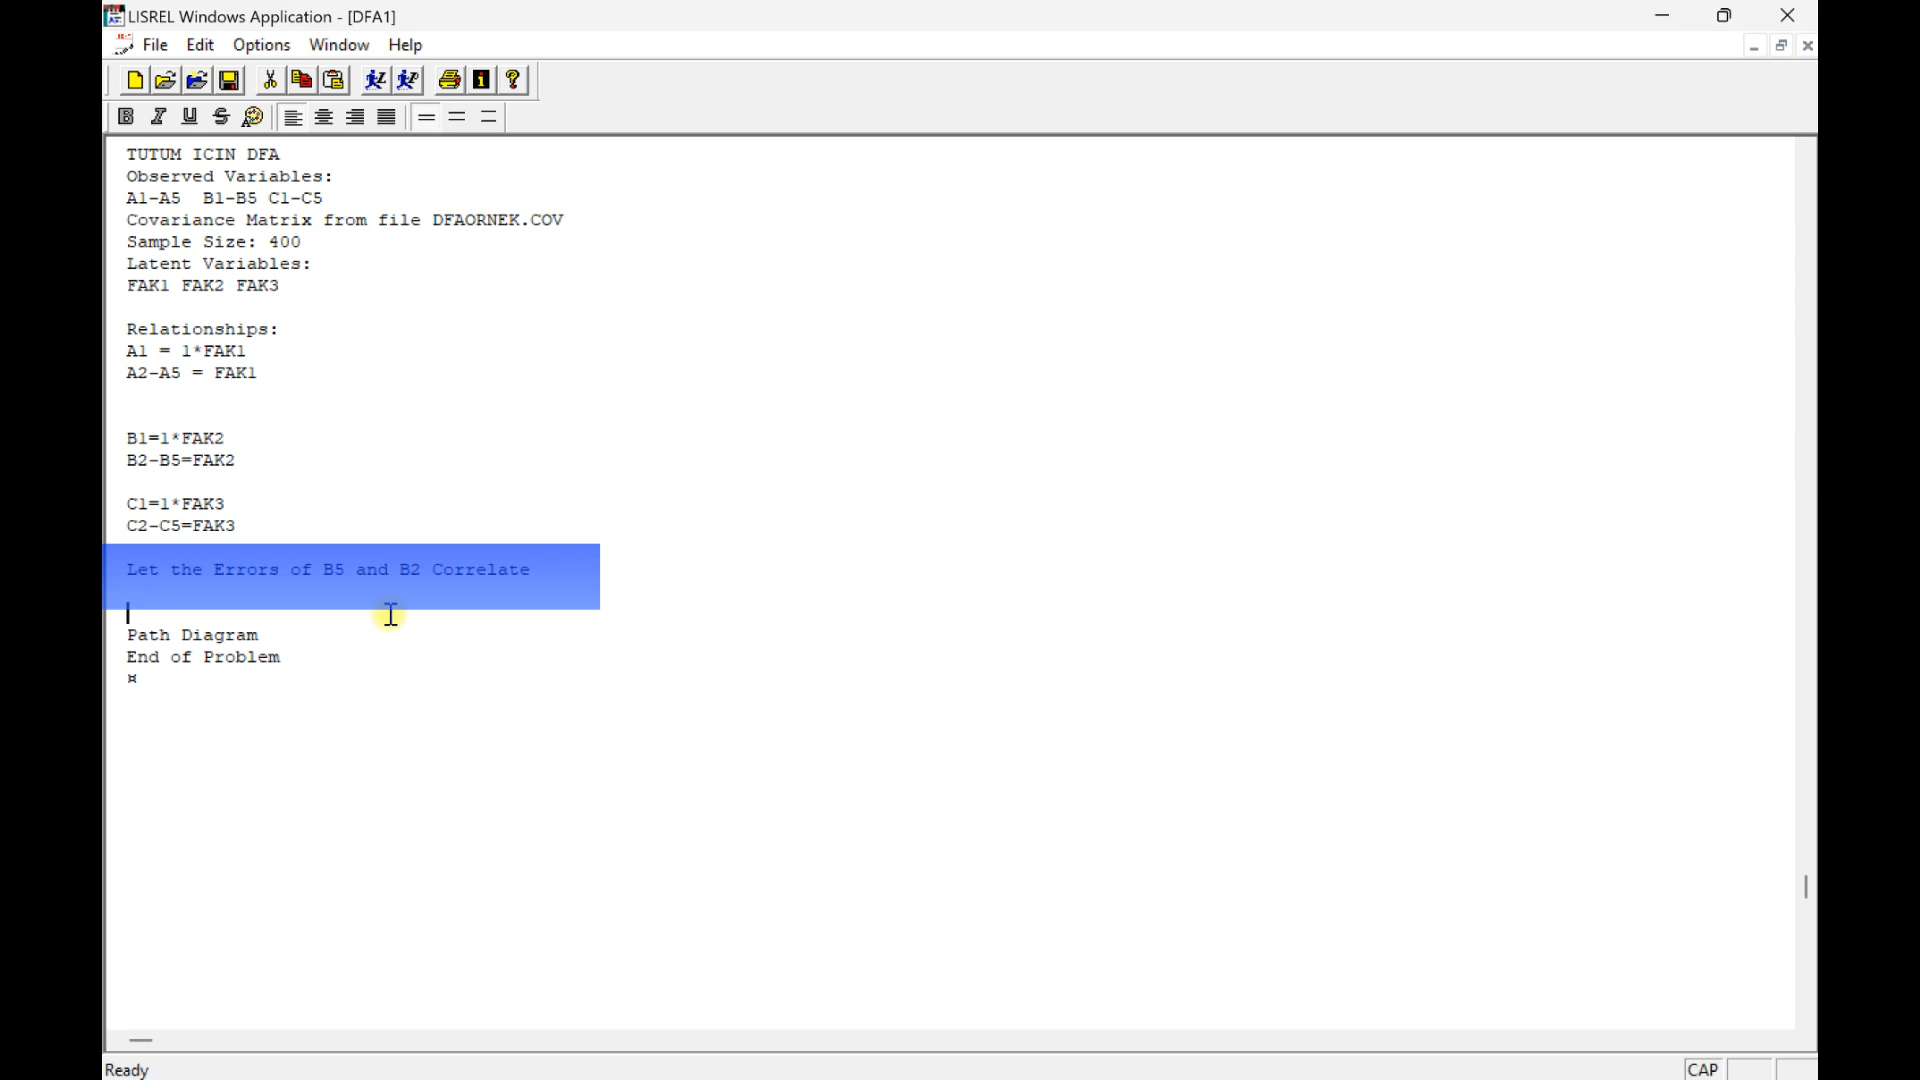 LISREL Windows Application - [DFA1]
File Edit Options Window Help
TUTUM ICIN DFA
Observed Variables:
A1-A5  B1-B5 C1-C5
Covariance Matrix from file DFAORNEK.COV
Sample Size: 400
Latent Variables:
FAK1 FAK2 FAK3
Relationships:
A1 = 1*FAK1
A2-A5 = FAK1
B1=1*FAK2
B2-B5=FAK2
C1=1*FAK3
C2-C5=FAK3
Let the Errors of B5 and B2 Correlate
Path Diagram
End of Problem
¤
Ready CAP